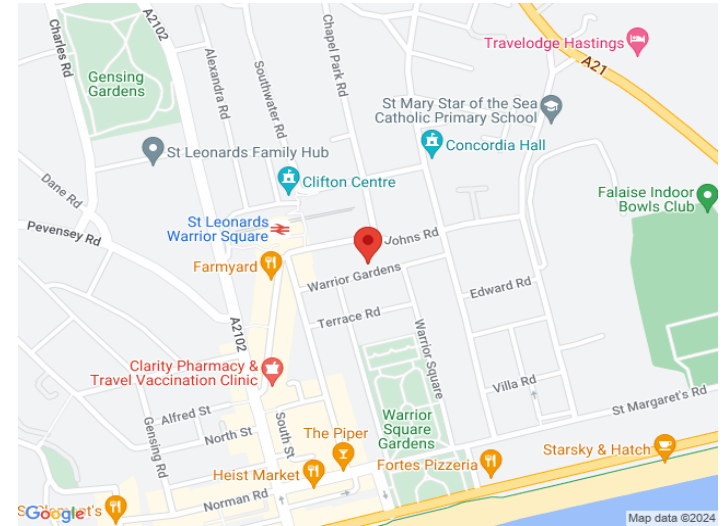 Charles Rd
A2102
Gensing
Gardens
Alexandra Rd
Southwater Rd
Chapel Park Rd
Travelodge Hastings
A21
St Mary Star of the Sea
Catholic Primary School
Concordia Hall
St Leonards Family Hub
Clifton Centre
Dane Rd
Pevensey Rd
Falaise Indoor
Bowls Club
St Leonards
Warrior Square
Johns Rd
Farmyard
Warrior Gardens
Edward Rd
Terrace Rd
A2102
Warrior Square
Clarity Pharmacy &
Travel Vaccination Clinic
Villa Rd
St Margaret's Rd
Alfred St
Gensing Rd
North St
South St
The Piper
Warrior
Square
Gardens
Heist Market
Fortes Pizzeria
Starsky & Hatch
Norman Rd
Google
Map data ©2024